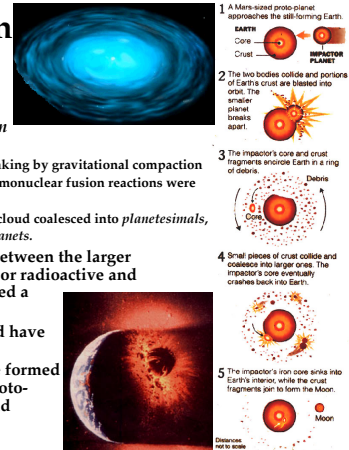 n
n
king by gravitational compaction
monuclear fusion reactions were
cloud coalesced into planetesimals,
anets.
etween the larger
or radioactive and
ed a
d have
formed
oto-
d
1 A Mars-sized proto-planet
approaches the still-forming Earth.
EARTH
Core
Crust
IMPACTOR
PLANET
2 The two bodies collide and portions
of Earth's crust are blasted into
orbit. The
smaller
planet
breaks
apart.
3 The impactor's core and crust
fragments encircle Earth in a ring
of debris.
Debris
Core
4 Small pieces of crust collide and
coalesce into larger ones. The
impactor's core eventually
crashes back into Earth.
5 The impactor's iron core sinks into
Earth's interior, while the crust
fragments join to form the Moon.
Moon
Distances
not to scale